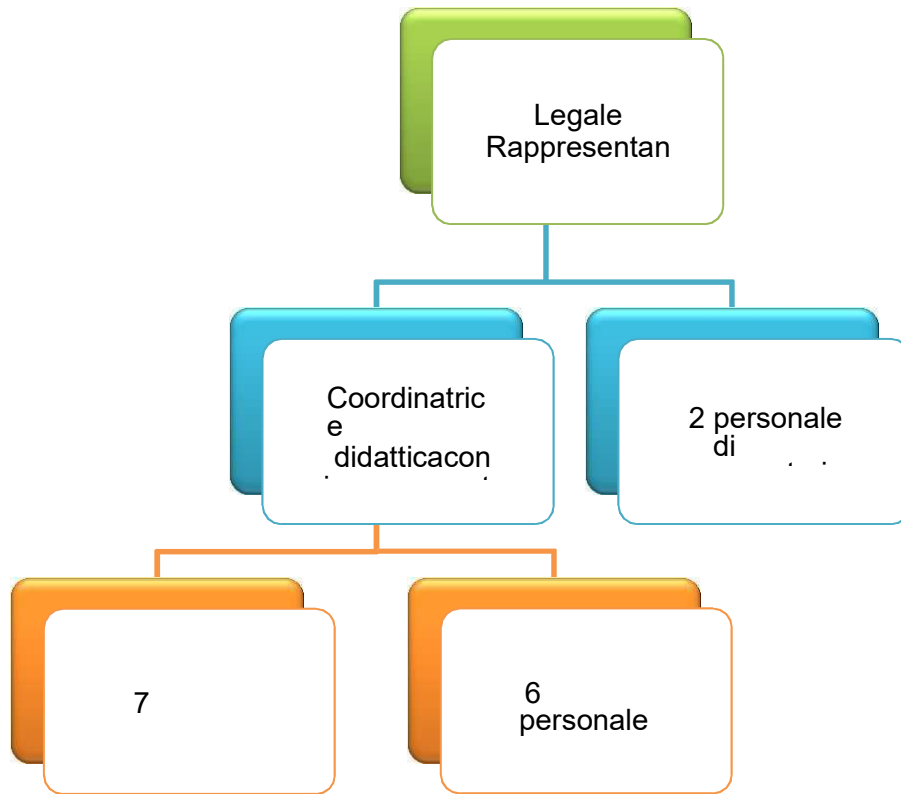 Legale
Rappresentan
Coordinatric
e
didatticacon
2 personale
di
7
6
personale